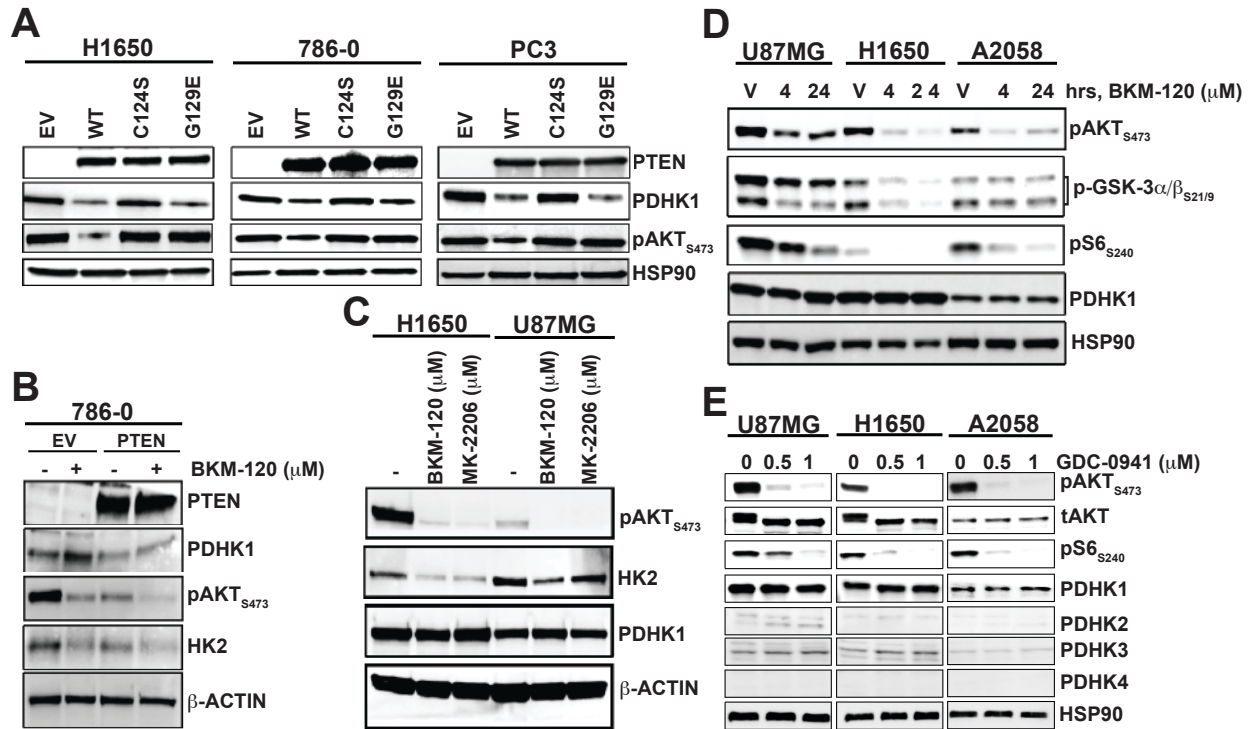 A
H1650 786-0 PC3
EV WT C124S G129E EV WT C124S G129E EV WT C124S G129E
PTEN
PDHK1
pAKTS473
HSP90
B
786-0
EV PTEN
- + - + BKM-120 (μM)
PTEN
PDHK1
pAKTS473
HK2
β-ACTIN
C
H1650 U87MG
- BKM-120 (μM) MK-2206 (μM) - BKM-120 (μM) MK-2206 (μM)
pAKTS473
HK2
PDHK1
β-ACTIN
D
U87MG H1650 A2058
V 4 24 V 4 2 4 V 4 24 hrs, BKM-120 (μM)
pAKTS473
p-GSK-3α/βS21/9
pS6S240
PDHK1
HSP90
E
U87MG H1650 A2058
0 0.5 1 0 0.5 1 0 0.5 1 GDC-0941 (μM)
pAKTS473
tAKT
pS6S240
PDHK1
PDHK2
PDHK3
PDHK4
HSP90